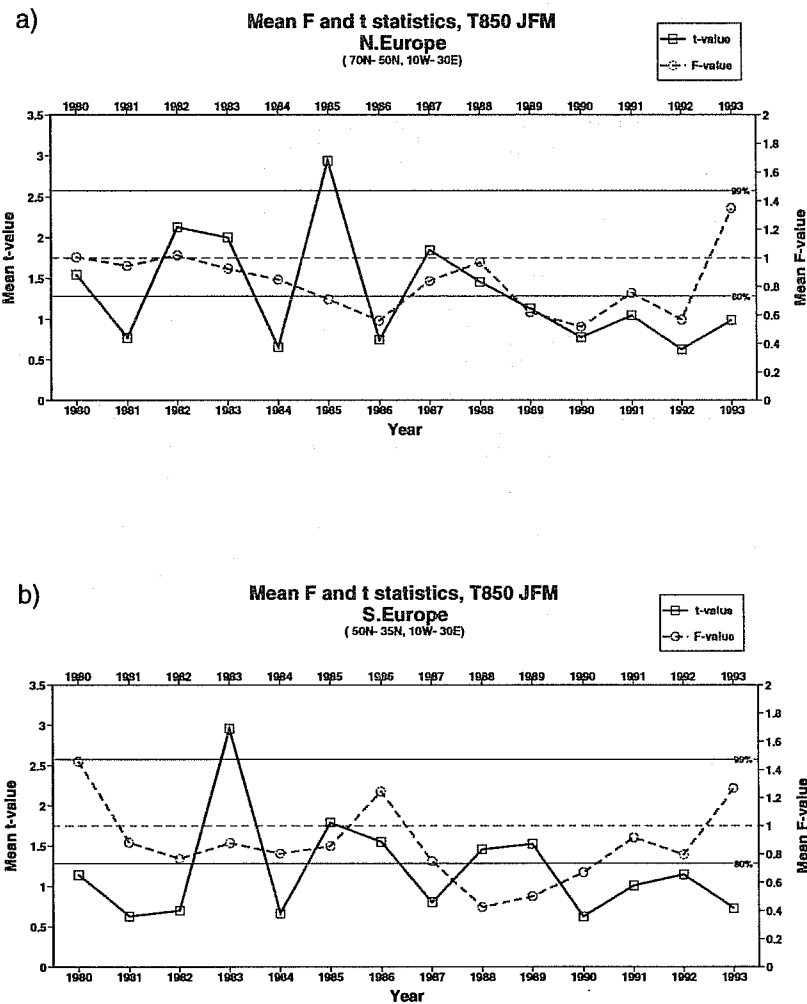 a)
Mean F and t statistics, T850 JFM
N.Europe
( 70N- 50N, 10W- 30E)
t-value
F-value
1980 1981 1982 1983 1984 1985 1986 1987 1988 1989 1990 1991 1992 1993
3.5 2
3 1.8
2.5 1.6
2 1.4
1.5 1.2
1 1
0.5 0.8
0 0.6
0.4
0.2
0
99%
80%
Mean t-value
Mean F-value
1980 1981 1982 1983 1984 1985 1986 1987 1988 1989 1990 1991 1992 1993
Year
b)
Mean F and t statistics, T850 JFM
S.Europe
( 50N- 35N, 10W- 30E)
t-value
F-value
1980 1981 1982 1983 1984 1985 1986 1987 1988 1989 1990 1991 1992 1993
3.5 2
3 1.8
2.5 1.6
2 1.4
1.5 1.2
1 1
0.5 0.8
0 0.6
0.4
0.2
0
99%
80%
Mean t-value
Mean F-value
1980 1981 1982 1983 1984 1985 1986 1987 1988 1989 1990 1991 1992 1993
Year